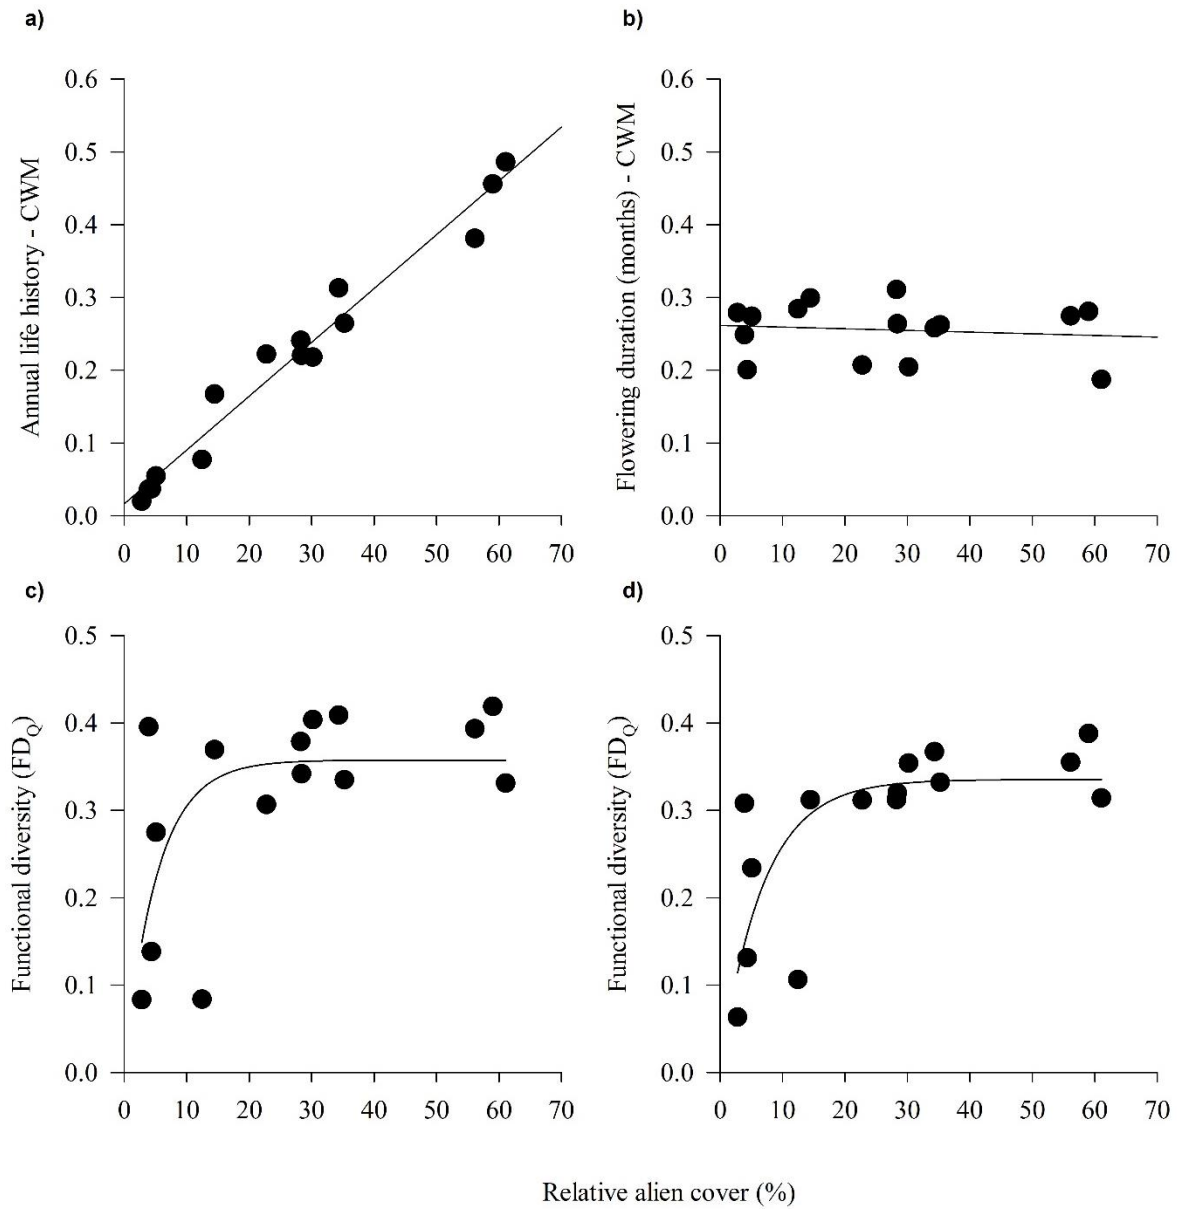 a)
Annual life history - CWM
0.6
0.5
0.4
0.3
0.2
0.1
0.0
0 10 20 30 40 50 60 70
b)
Flowering duration (months) - CWM
0.6
0.5
0.4
0.3
0.2
0.1
0.0
0 10 20 30 40 50 60 70
c)
Functional diversity (FDQ)
0.5
0.4
0.3
0.2
0.1
0.0
0 10 20 30 40 50 60 70
d)
Functional diversity (FDQ)
0.5
0.4
0.3
0.2
0.1
0.0
0 10 20 30 40 50 60 70
Relative alien cover (%)